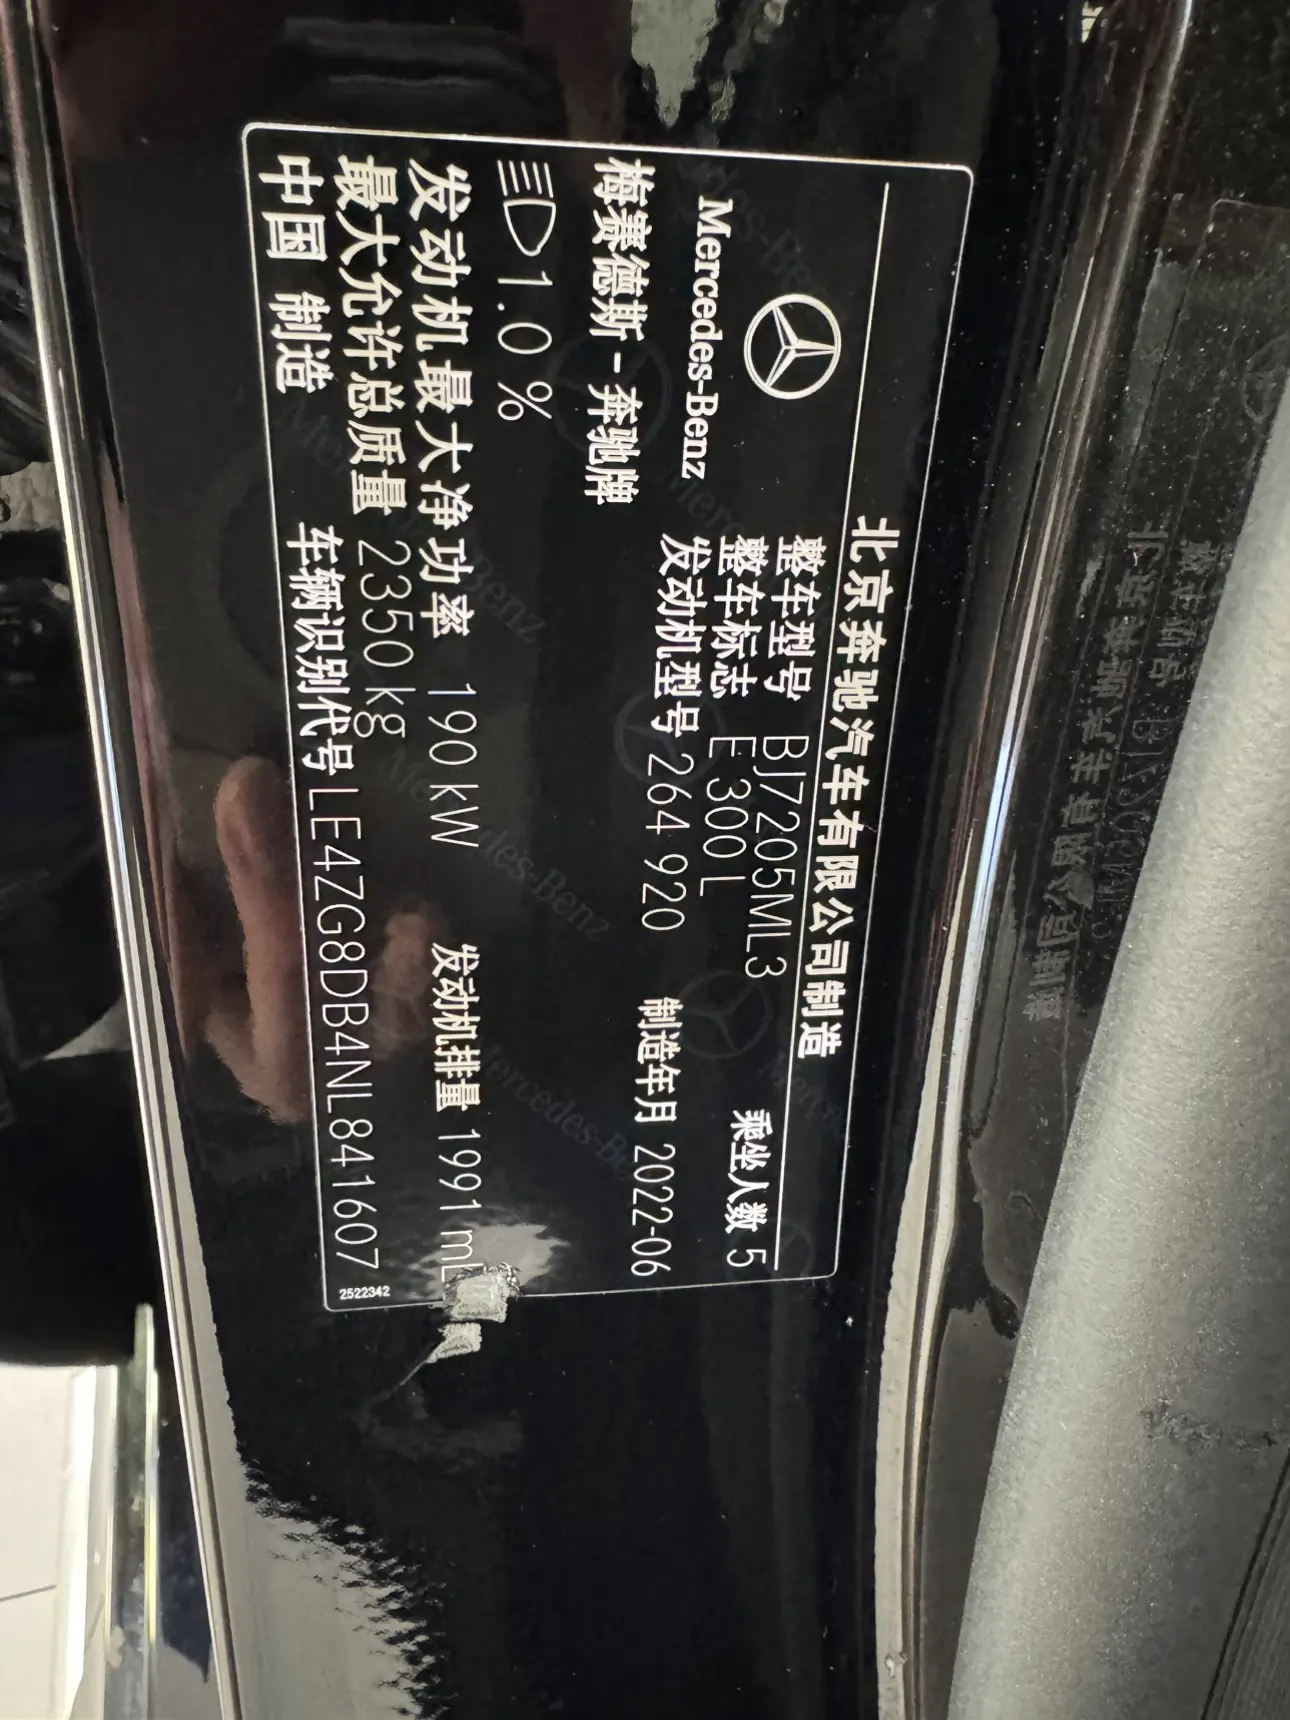 北京奔驰汽车有限公司制造
Mercedes-Benz
整车型号 BJ7205ML3
整车标志 E 300 L 乘坐人数 5
发动机型号 264 920 制造年月 2022-06
梅赛德斯-奔驰牌
1.0 %
发动机最大净功率 190 kW 发动机排量 1991 mL
最大允许总质量 2350 kg
中国 制造 车辆识别代号 LE4ZG8DB4NL841607
2522342